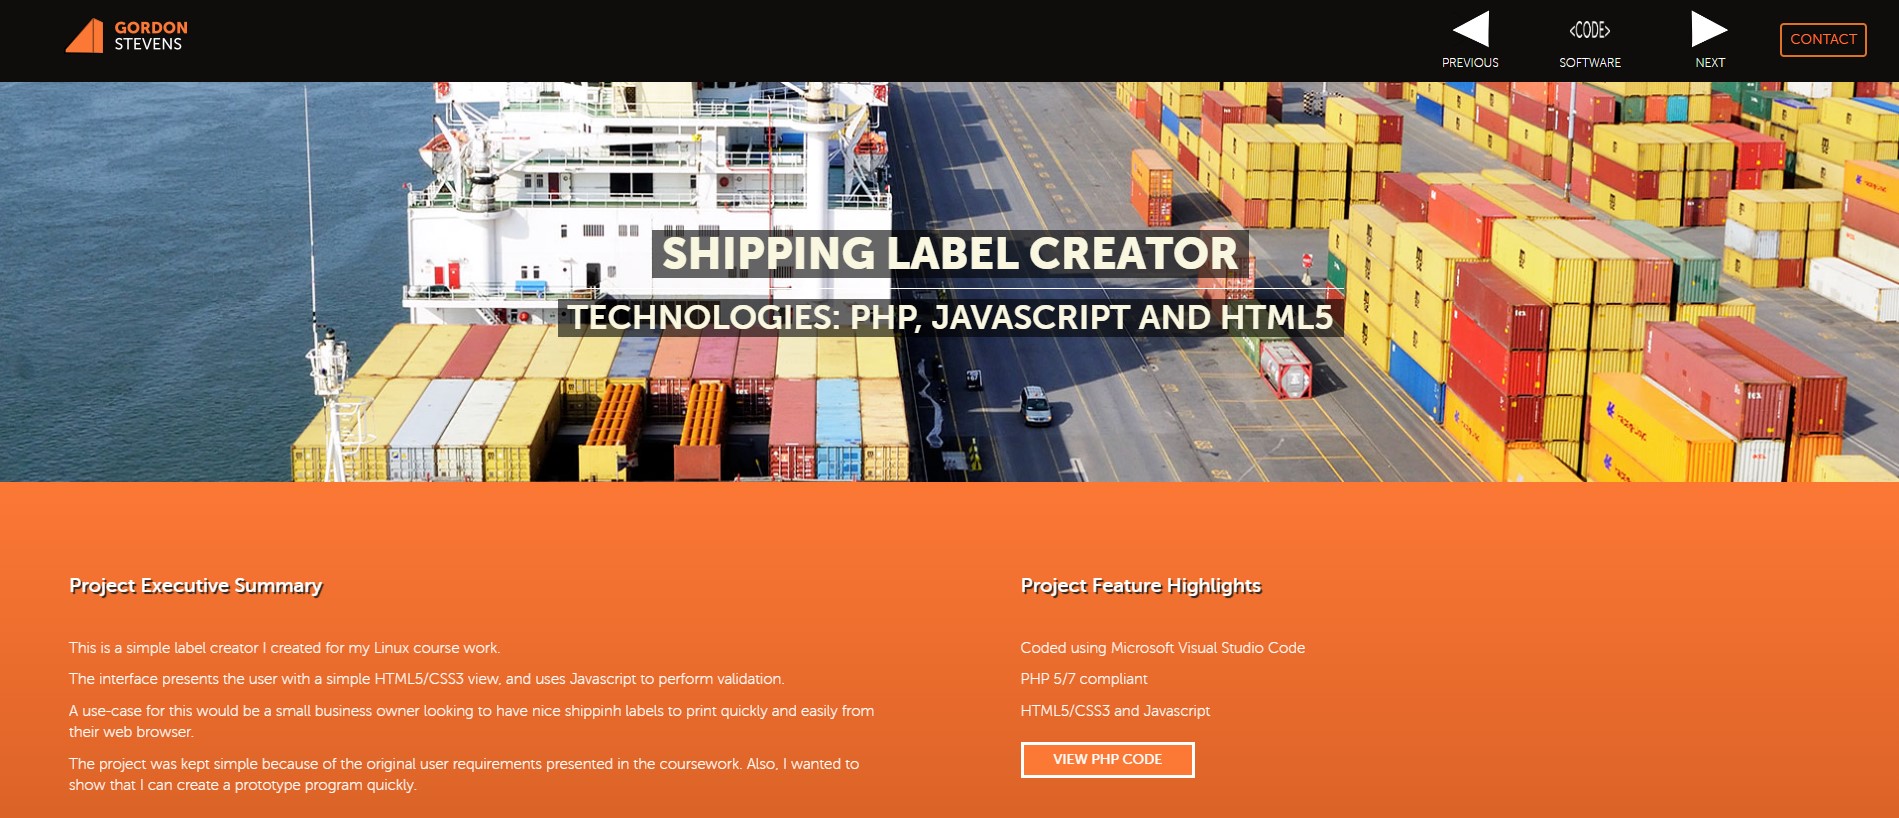 GORDON
STEVENS
<CODE>
PREVIOUS
SOFTWARE
NEXT
CONTACT
SHIPPING LABEL CREATOR
TECHNOLOGIES: PHP, JAVASCRIPT AND HTML5
Project Executive Summary
This is a simple label creator I created for my Linux course work.
The interface presents the user with a simple HTML5/CSS3 view, and uses Javascript to perform validation.
A use-case for this would be a small business owner looking to have nice shippinh labels to print quickly and easily from
their web browser.
The project was kept simple because of the original user requirements presented in the coursework. Also, I wanted to
show that I can create a prototype program quickly.
Project Feature Highlights
Coded using Microsoft Visual Studio Code
PHP 5/7 compliant
HTML5/CSS3 and Javascript
VIEW PHP CODE